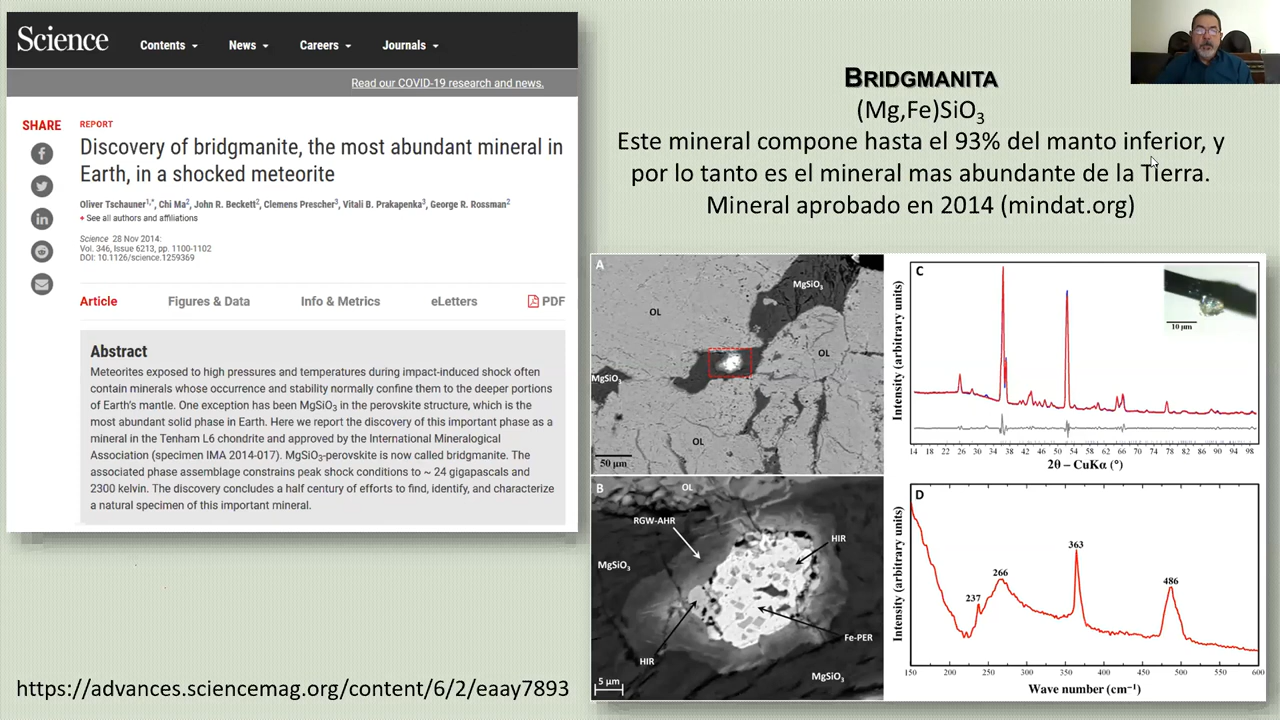 Science
Contents
News
Careers
Journals
Read our COVID-19 research and news.
SHARE
REPORT
Discovery of bridgmanite, the most abundant mineral in
Earth, in a shocked meteorite
Oliver Tschauner1,*, Chi Ma2, John R. Beckett2, Clemens Prescher3, Vitali B. Prakapenka3, George R. Rossman2
+ See all authors and affiliations
Science 28 Nov 2014:
Vol. 346, Issue 6213, pp. 1100-1102
DOI: 10.1126/science.1259369
Article
Figures & Data
Info & Metrics
eLetters
PDF
Abstract
Meteorites exposed to high pressures and temperatures during impact-induced shock often
contain minerals whose occurrence and stability normally confine them to the deeper portions
of Earth's mantle. One exception has been MgSiO3 in the perovskite structure, which is the
most abundant solid phase in Earth. Here we report the discovery of this important phase as a
mineral in the Tenham L6 chondrite and approved by the International Mineralogical
Association (specimen IMA 2014-017). MgSiO3-perovskite is now called bridgmanite. The
associated phase assemblage constrains peak shock conditions to ~ 24 gigapascals and
2300 kelvin. The discovery concludes a half century of efforts to find, identify, and characterize
a natural specimen of this important mineral.
https://advances.sciencemag.org/content/6/2/eaay7893
BRIDGMANITA
(Mg,Fe)SiO3
Este mineral compone hasta el 93% del manto inferior, y
por lo tanto es el mineral mas abundante de la Tierra.
Mineral aprobado en 2014 (mindat.org)
A
MgSiO3
OL
OL
MgSiO3
OL
50 μm
B
OL
RGW-AHR
HIR
MgSiO3
Fe-PER
HIR
MgSiO3
5 μm
C
Intensity (arbitrary units)
10 μm
14 18 22 26 30 34 38 42 46 50 54 58 62 66 70 74 78 82 86 90 94 98
2θ – CuKα (°)
D
Intensity (arbitrary units)
363
266
486
237
150 200 250 300 350 400 450 500 550 600
Wave number (cm⁻¹)